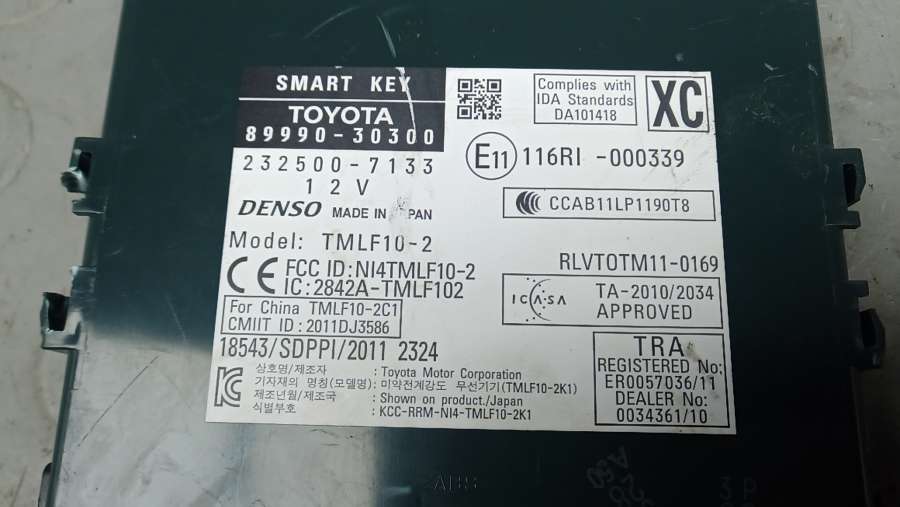 SMART KEY
TOYOTA
89990-30300
232500-7133
12V
DENSO MADE IN PAN
Model: TMLF10-2
CE FCC ID: NI4TMLF10-2
IC: 2842A-TMLF102
For China TMLF10-2C1
CMIIT ID: 2011DJ3586
18543/SDPPI/2011 2324
상호명/제조자 : Toyota Motor Corporation
기자재의 명칭(모델명) : 미약전계강도 무선기기(TMLF10-2K1)
제조년월/제조국 : Shown on product/Japan
식별부호 : KCC-RRM-NI4-TMLF10-2K1
Complies with
IDA Standards
DA101418
XC
E11 116RI -000339
CCAB11LP1190T8
RLVTOTM11-0169
ICASA TA-2010/2034
APPROVED
TRA
REGISTERED No:
ER0057036/11
DEALER No:
0034361/10
ABS